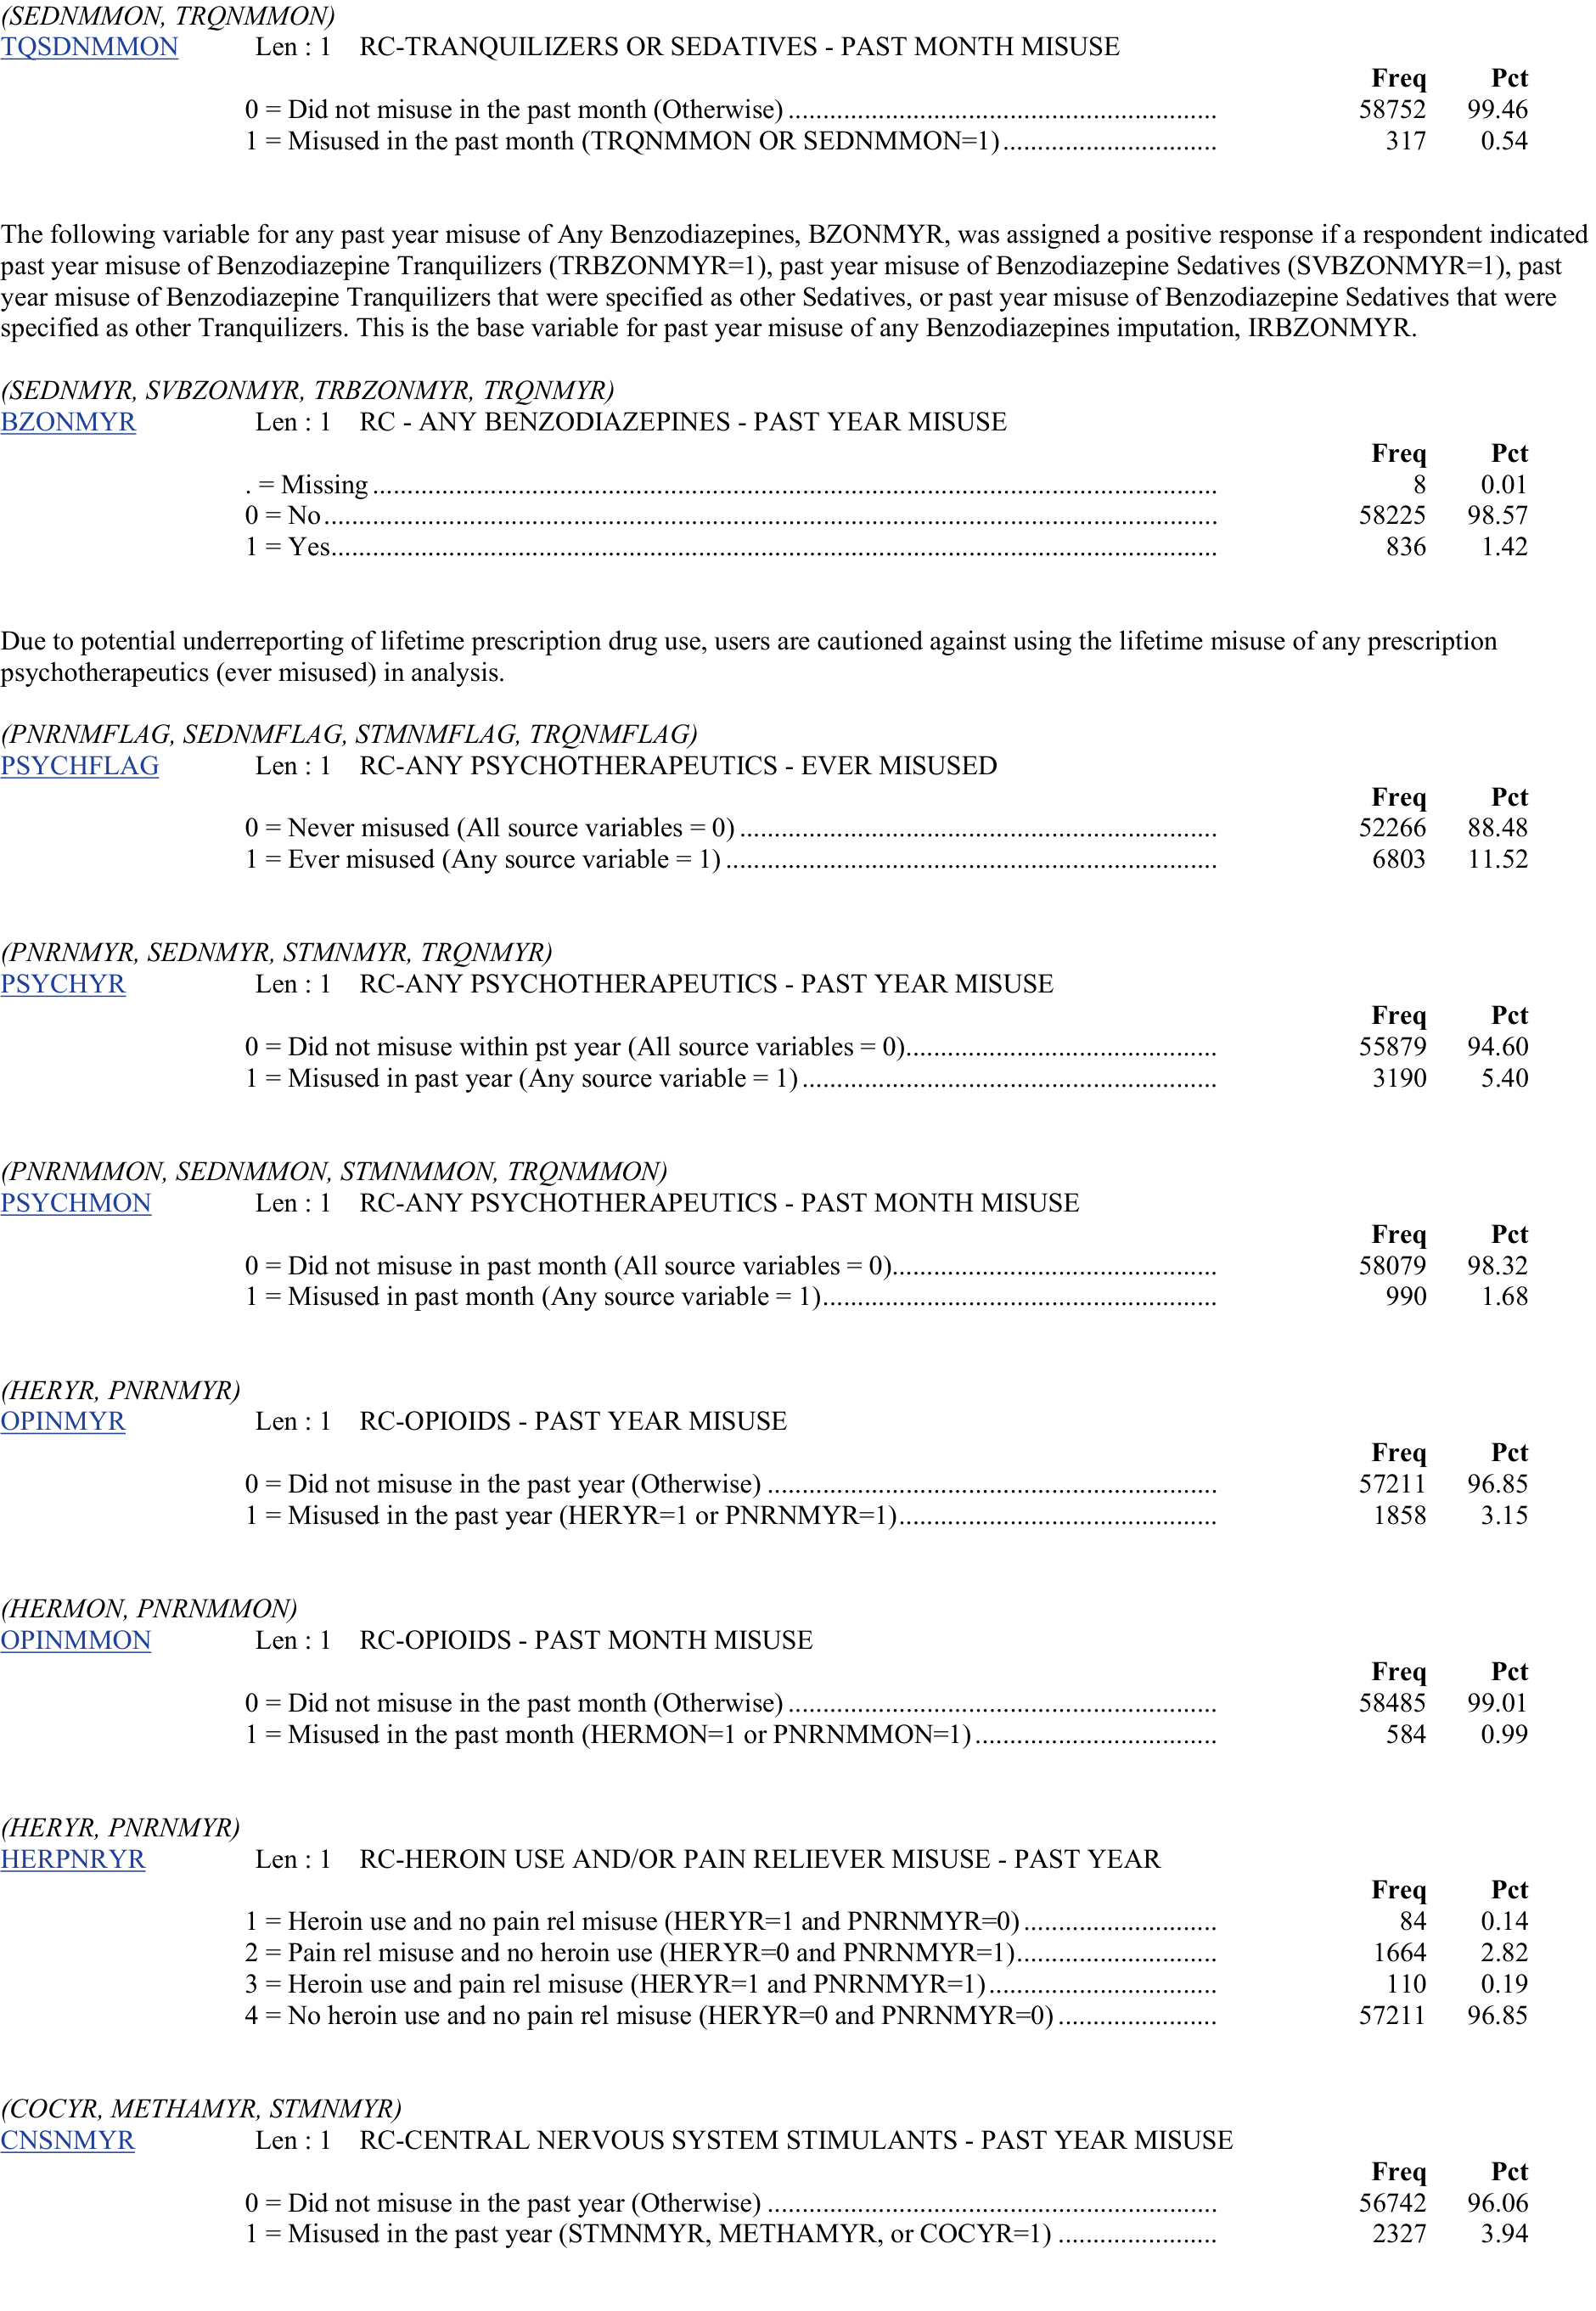 (SEDNMMON, TRQNMMON)
TQSDNMMON Len : 1 RC-TRANQUILIZERS OR SEDATIVES - PAST MONTH MISUSE
Freq Pct
0 = Did not misuse in the past month (Otherwise) .............................................................. 58752 99.46
1 = Misused in the past month (TRQNMMON OR SEDNMMON=1)............................... 317 0.54
The following variable for any past year misuse of Any Benzodiazepines, BZONMYR, was assigned a positive response if a respondent indicated
past year misuse of Benzodiazepine Tranquilizers (TRBZONMYR=1), past year misuse of Benzodiazepine Sedatives (SVBZONMYR=1), past
year misuse of Benzodiazepine Tranquilizers that were specified as other Sedatives, or past year misuse of Benzodiazepine Sedatives that were
specified as other Tranquilizers. This is the base variable for past year misuse of any Benzodiazepines imputation, IRBZONMYR.
(SEDNMYR, SVBZONMYR, TRBZONMYR, TRQNMYR)
BZONMYR Len : 1 RC - ANY BENZODIAZEPINES - PAST YEAR MISUSE
Freq Pct
. = Missing .......................................................................................................................... 8 0.01
0 = No ................................................................................................................................. 58225 98.57
1 = Yes................................................................................................................................ 836 1.42
Due to potential underreporting of lifetime prescription drug use, users are cautioned against using the lifetime misuse of any prescription
psychotherapeutics (ever misused) in analysis.
(PNRNMFLAG, SEDNMFLAG, STMNMFLAG, TRQNMFLAG)
PSYCHFLAG Len : 1 RC-ANY PSYCHOTHERAPEUTICS - EVER MISUSED
Freq Pct
0 = Never misused (All source variables = 0) ..................................................................... 52266 88.48
1 = Ever misused (Any source variable = 1) ....................................................................... 6803 11.52
(PNRNMYR, SEDNMYR, STMNMYR, TRQNMYR)
PSYCHYR Len : 1 RC-ANY PSYCHOTHERAPEUTICS - PAST YEAR MISUSE
Freq Pct
0 = Did not misuse within pst year (All source variables = 0)............................................. 55879 94.60
1 = Misused in past year (Any source variable = 1) ............................................................ 3190 5.40
(PNRNMMON, SEDNMMON, STMNMMON, TRQNMMON)
PSYCHMON Len : 1 RC-ANY PSYCHOTHERAPEUTICS - PAST MONTH MISUSE
Freq Pct
0 = Did not misuse in past month (All source variables = 0)............................................... 58079 98.32
1 = Misused in past month (Any source variable = 1)......................................................... 990 1.68
(HERYR, PNRNMYR)
OPINMYR Len : 1 RC-OPIOIDS - PAST YEAR MISUSE
Freq Pct
0 = Did not misuse in the past year (Otherwise) ................................................................. 57211 96.85
1 = Misused in the past year (HERYR=1 or PNRNMYR=1).............................................. 1858 3.15
(HERMON, PNRNMMON)
OPINMMON Len : 1 RC-OPIOIDS - PAST MONTH MISUSE
Freq Pct
0 = Did not misuse in the past month (Otherwise) .............................................................. 58485 99.01
1 = Misused in the past month (HERMON=1 or PNRNMMON=1) ................................... 584 0.99
(HERYR, PNRNMYR)
HERPNRYR Len : 1 RC-HEROIN USE AND/OR PAIN RELIEVER MISUSE - PAST YEAR
Freq Pct
1 = Heroin use and no pain rel misuse (HERYR=1 and PNRNMYR=0) ............................ 84 0.14
2 = Pain rel misuse and no heroin use (HERYR=0 and PNRNMYR=1)............................. 1664 2.82
3 = Heroin use and pain rel misuse (HERYR=1 and PNRNMYR=1) ................................. 110 0.19
4 = No heroin use and no pain rel misuse (HERYR=0 and PNRNMYR=0) ....................... 57211 96.85
(COCYR, METHAMYR, STMNMYR)
CNSNMYR Len : 1 RC-CENTRAL NERVOUS SYSTEM STIMULANTS - PAST YEAR MISUSE
Freq Pct
0 = Did not misuse in the past year (Otherwise) ................................................................. 56742 96.06
1 = Misused in the past year (STMNMYR, METHAMYR, or COCYR=1) ....................... 2327 3.94